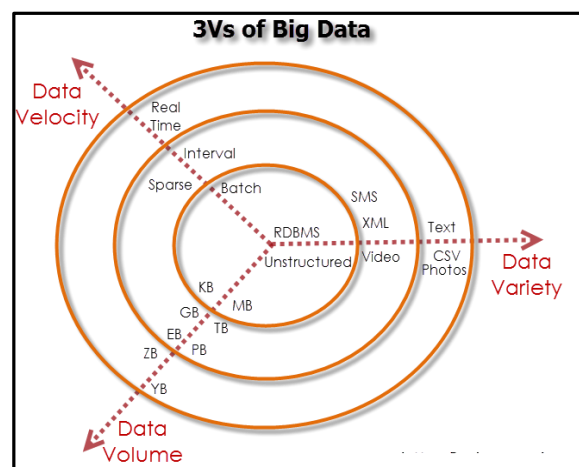 3Vs of Big Data
Data
Velocity
Real
Time
Interval
Sparse
Batch
SMS
XML
Text
RDBMS
Unstructured
Video
CSV
Photos
Data
Variety
KB
MB
GB
TB
EB
PB
ZB
YB
Data
Volume